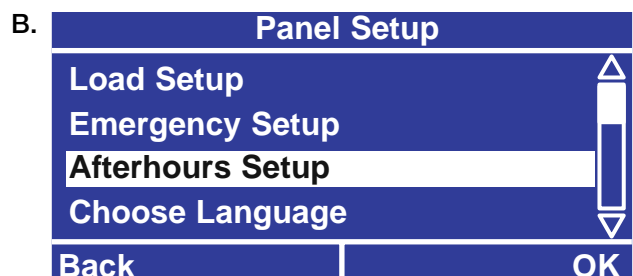 B.
Panel Setup
Load Setup
Emergency Setup
Afterhours Setup
Choose Language
Back OK